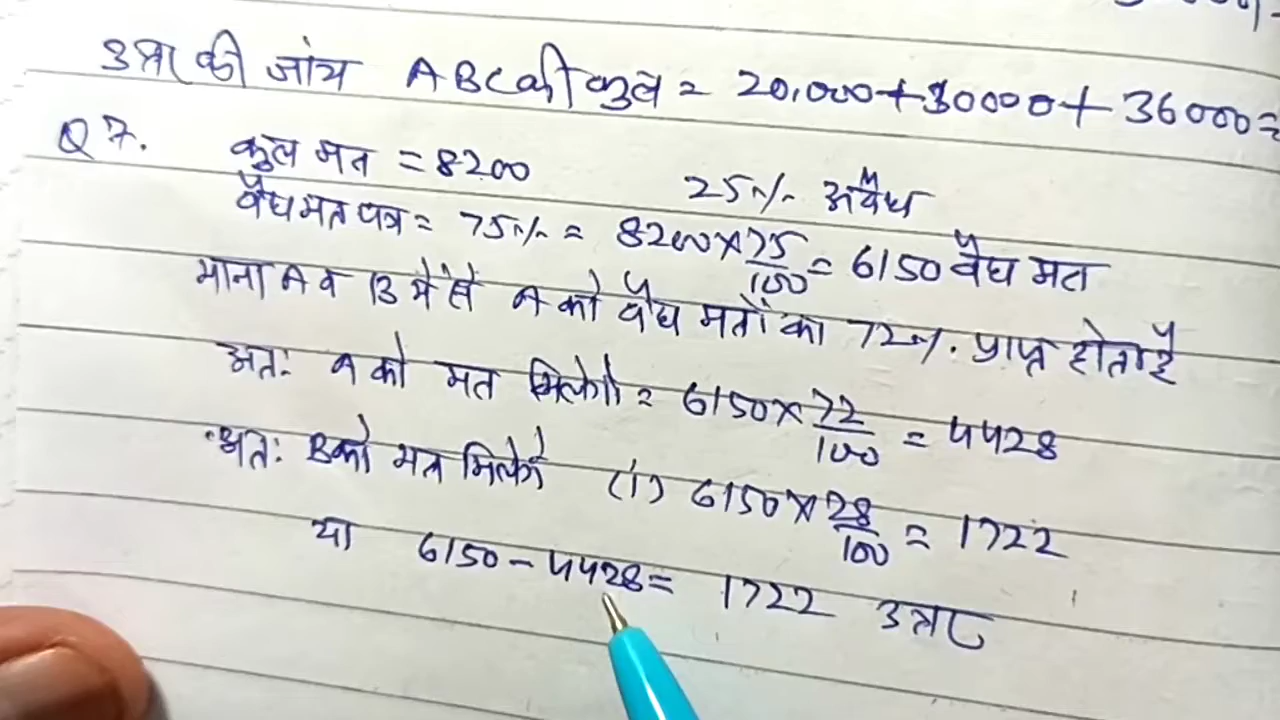 उत्तर की जांच ABC की कुल = 20,000+30000+36000=
Q 7. कुल मत = 8200
25% अवैध
वैध मत पत्र = 75% = 8200×75/100 = 6150 वैध मत
माना A व B में से A को वैध मतों का 72% प्राप्त होता है
अतः A को मत मिलेंगे = 6150×72/100 = 4428
अतः B को मत मिलेंगे (1) 6150×28/100 = 1722
या 6150-4428= 1722 उत्तर